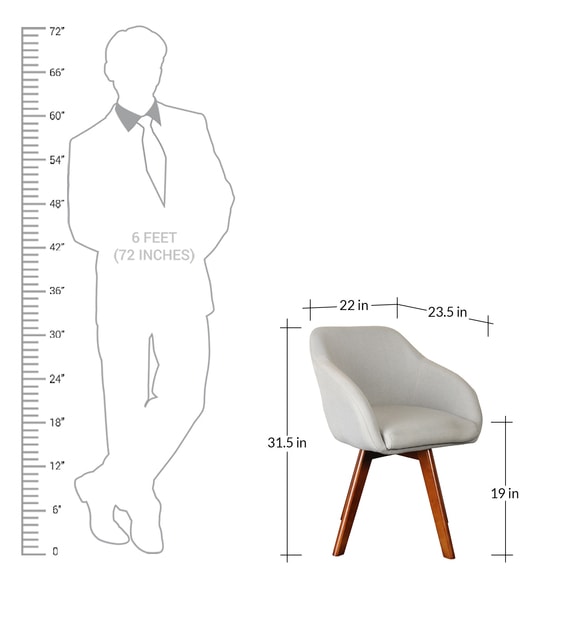 72"
66"
60"
54"
48"
42"
36"
30"
24"
18"
12"
6"
0
6 FEET
(72 INCHES)
22 in
23.5 in
31.5 in
19 in